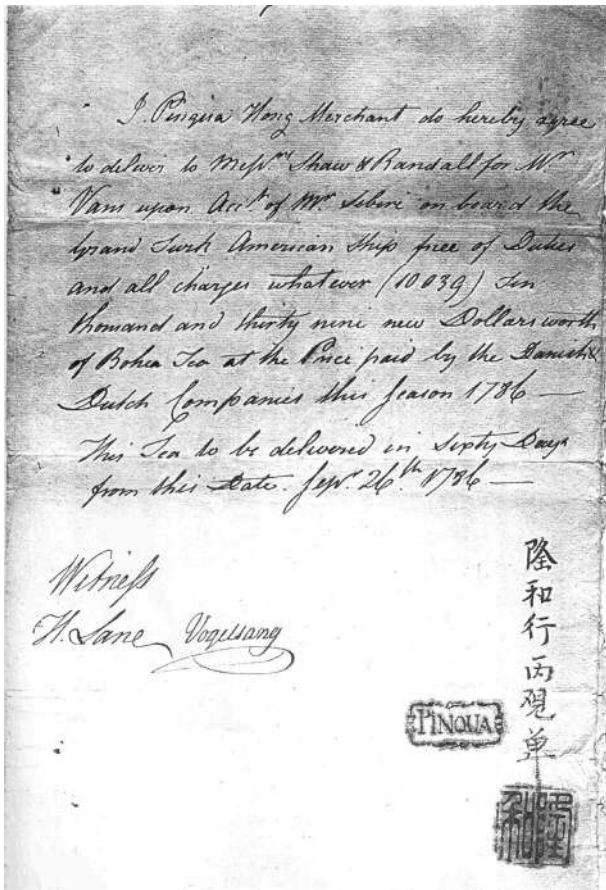 I Pinqua Hong Merchant do hereby agree
to deliver to Messrs Shaw & Randall for Mr
Vans upon Acct of Mr Sebire on board the
Grand Turk American Ship free of Duties
and all charges whatever (10039) Ten
thousand and thirty nine new Dollars worth
of Bohea Tea at the Price paid by the Danish &
Dutch Companies this season 1786 —
This Tea to be delivered in Sixty Days
from this Date. Sepr 26th 1786 —
Witness
H. Lane Vogelsang
隆和行丙觀单
PINQUA
隆和